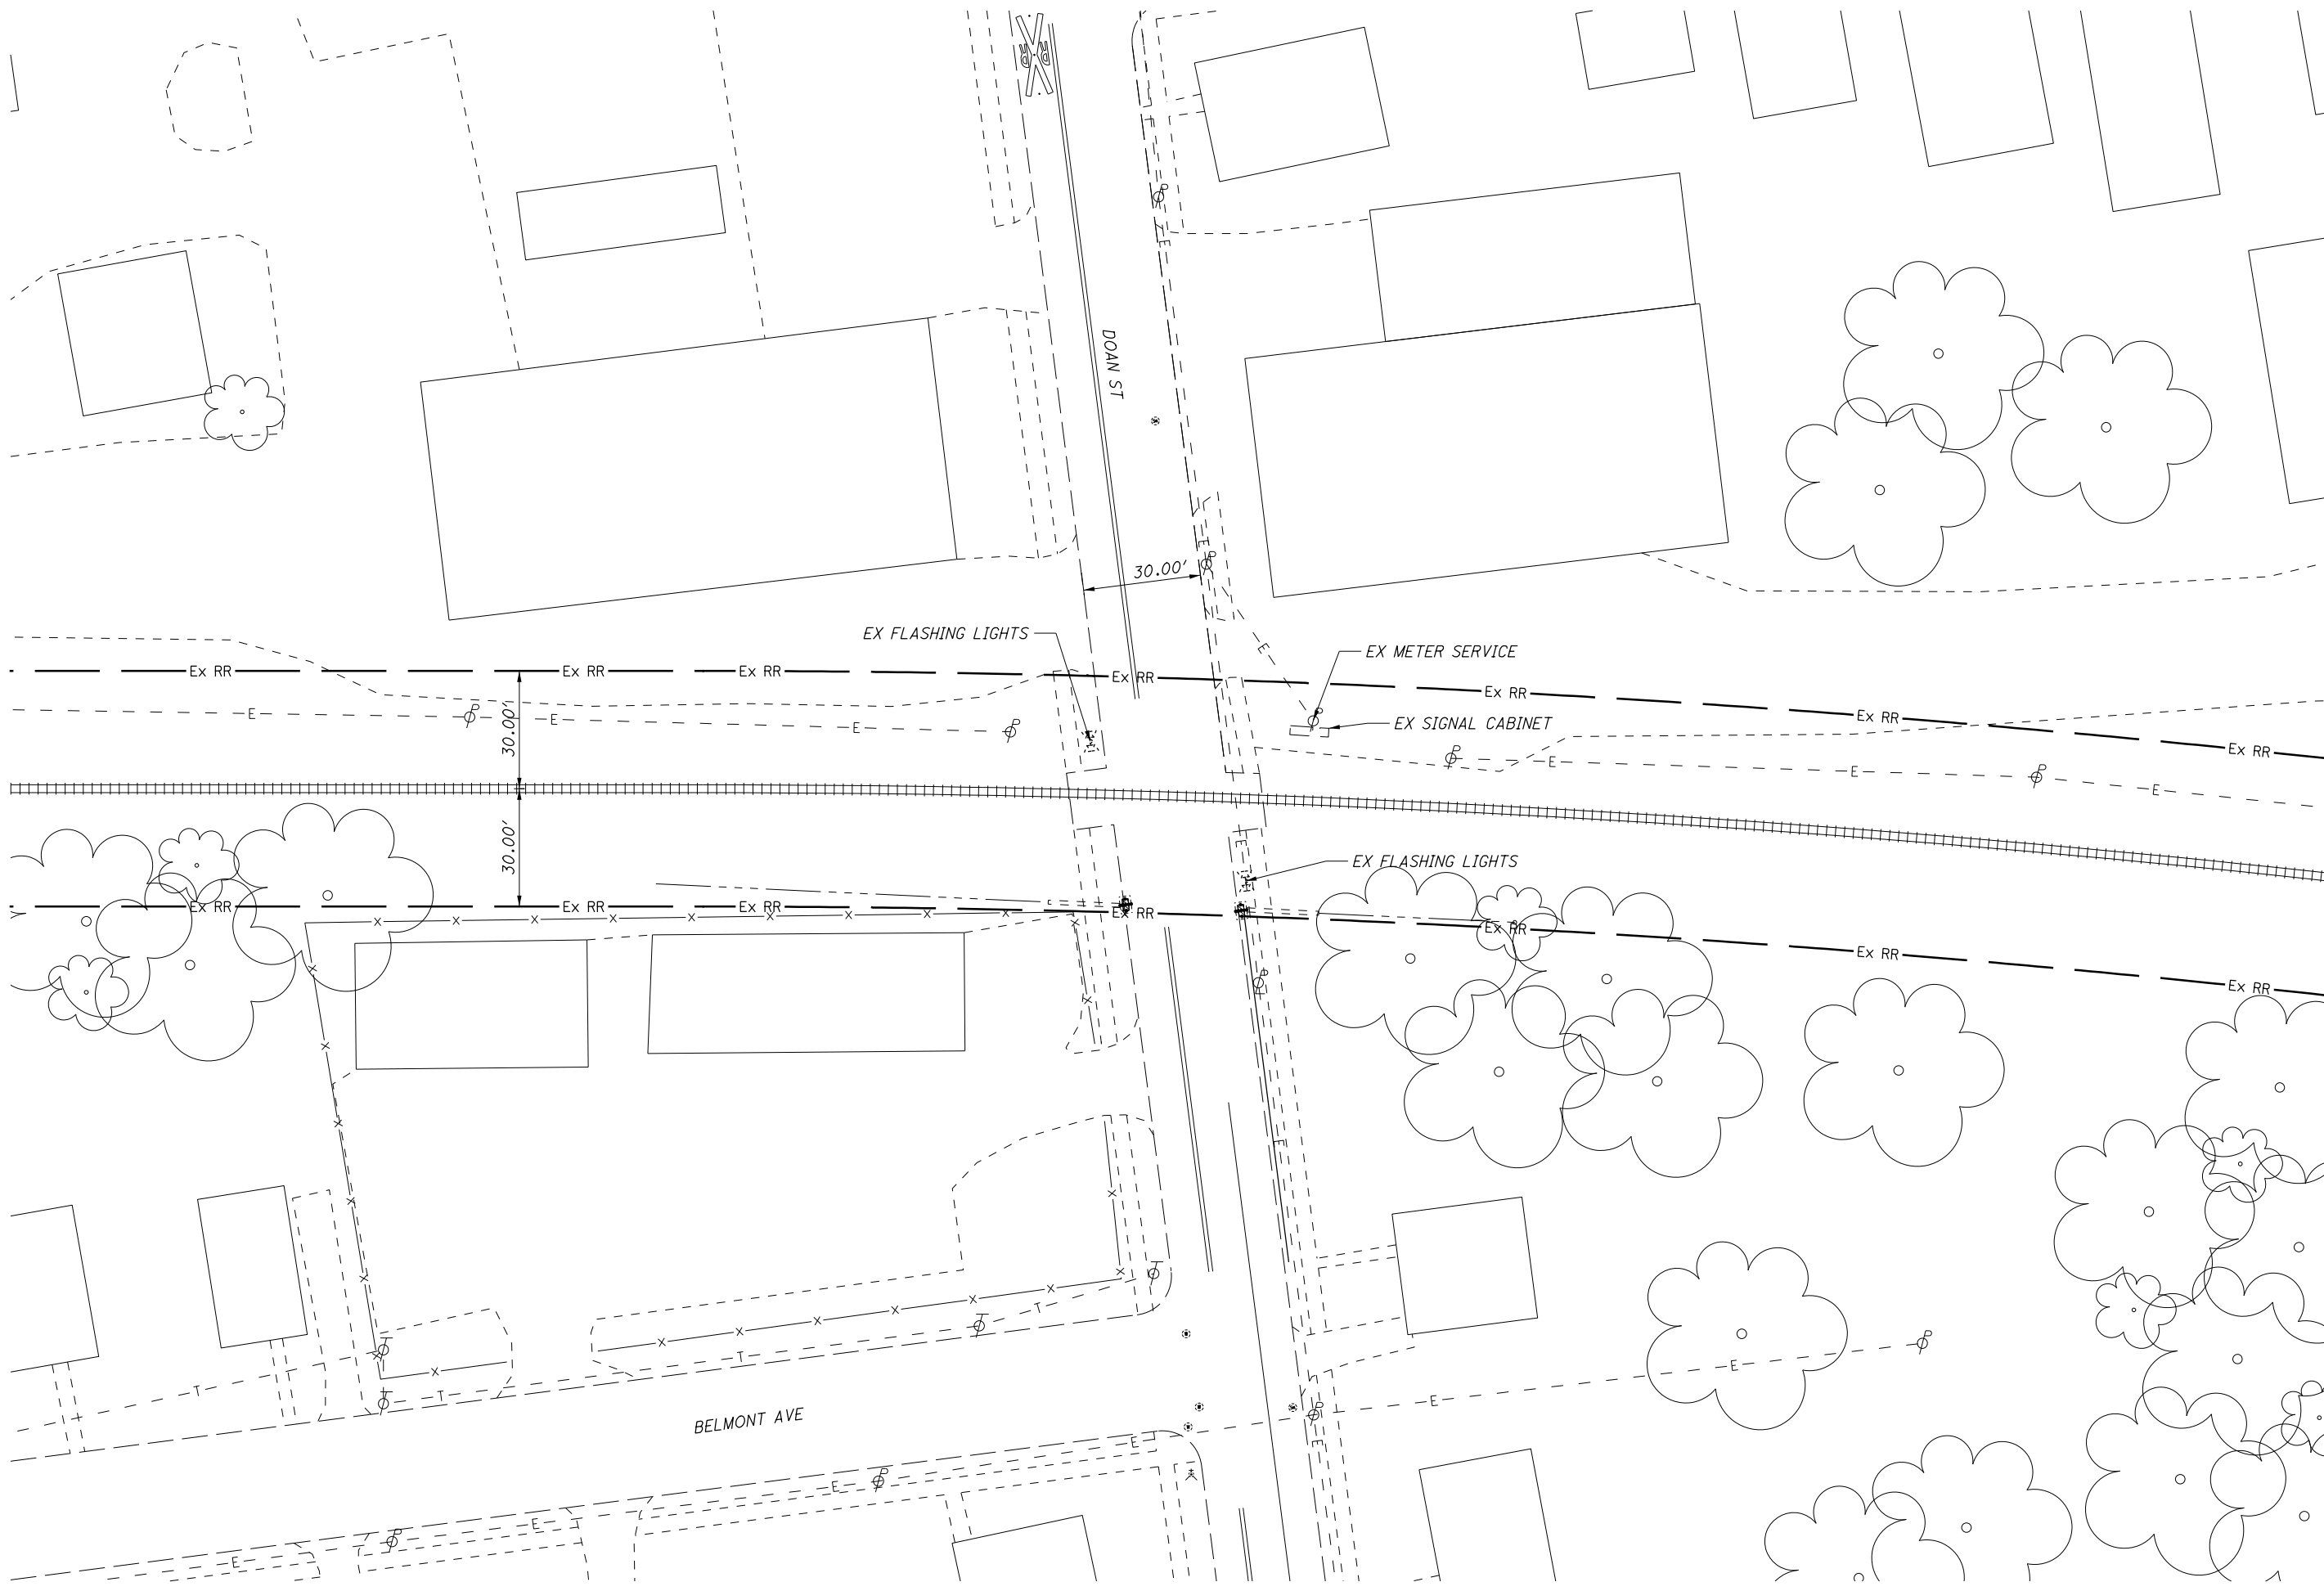 R R
DOAN ST
30.00'
EX FLASHING LIGHTS
EX METER SERVICE
Ex RR
Ex RR
Ex RR
Ex RR
Ex RR
Ex RR
Ex RR
EX SIGNAL CABINET
E
E
E
E
E
E
E
30.00'
30.00'
EX FLASHING LIGHTS
Ex RR
Ex RR
Ex RR
Ex RR
Ex RR
Ex RR
Ex RR
E
T
T
T
T
E
E
BELMONT AVE
E
E
E
E
E